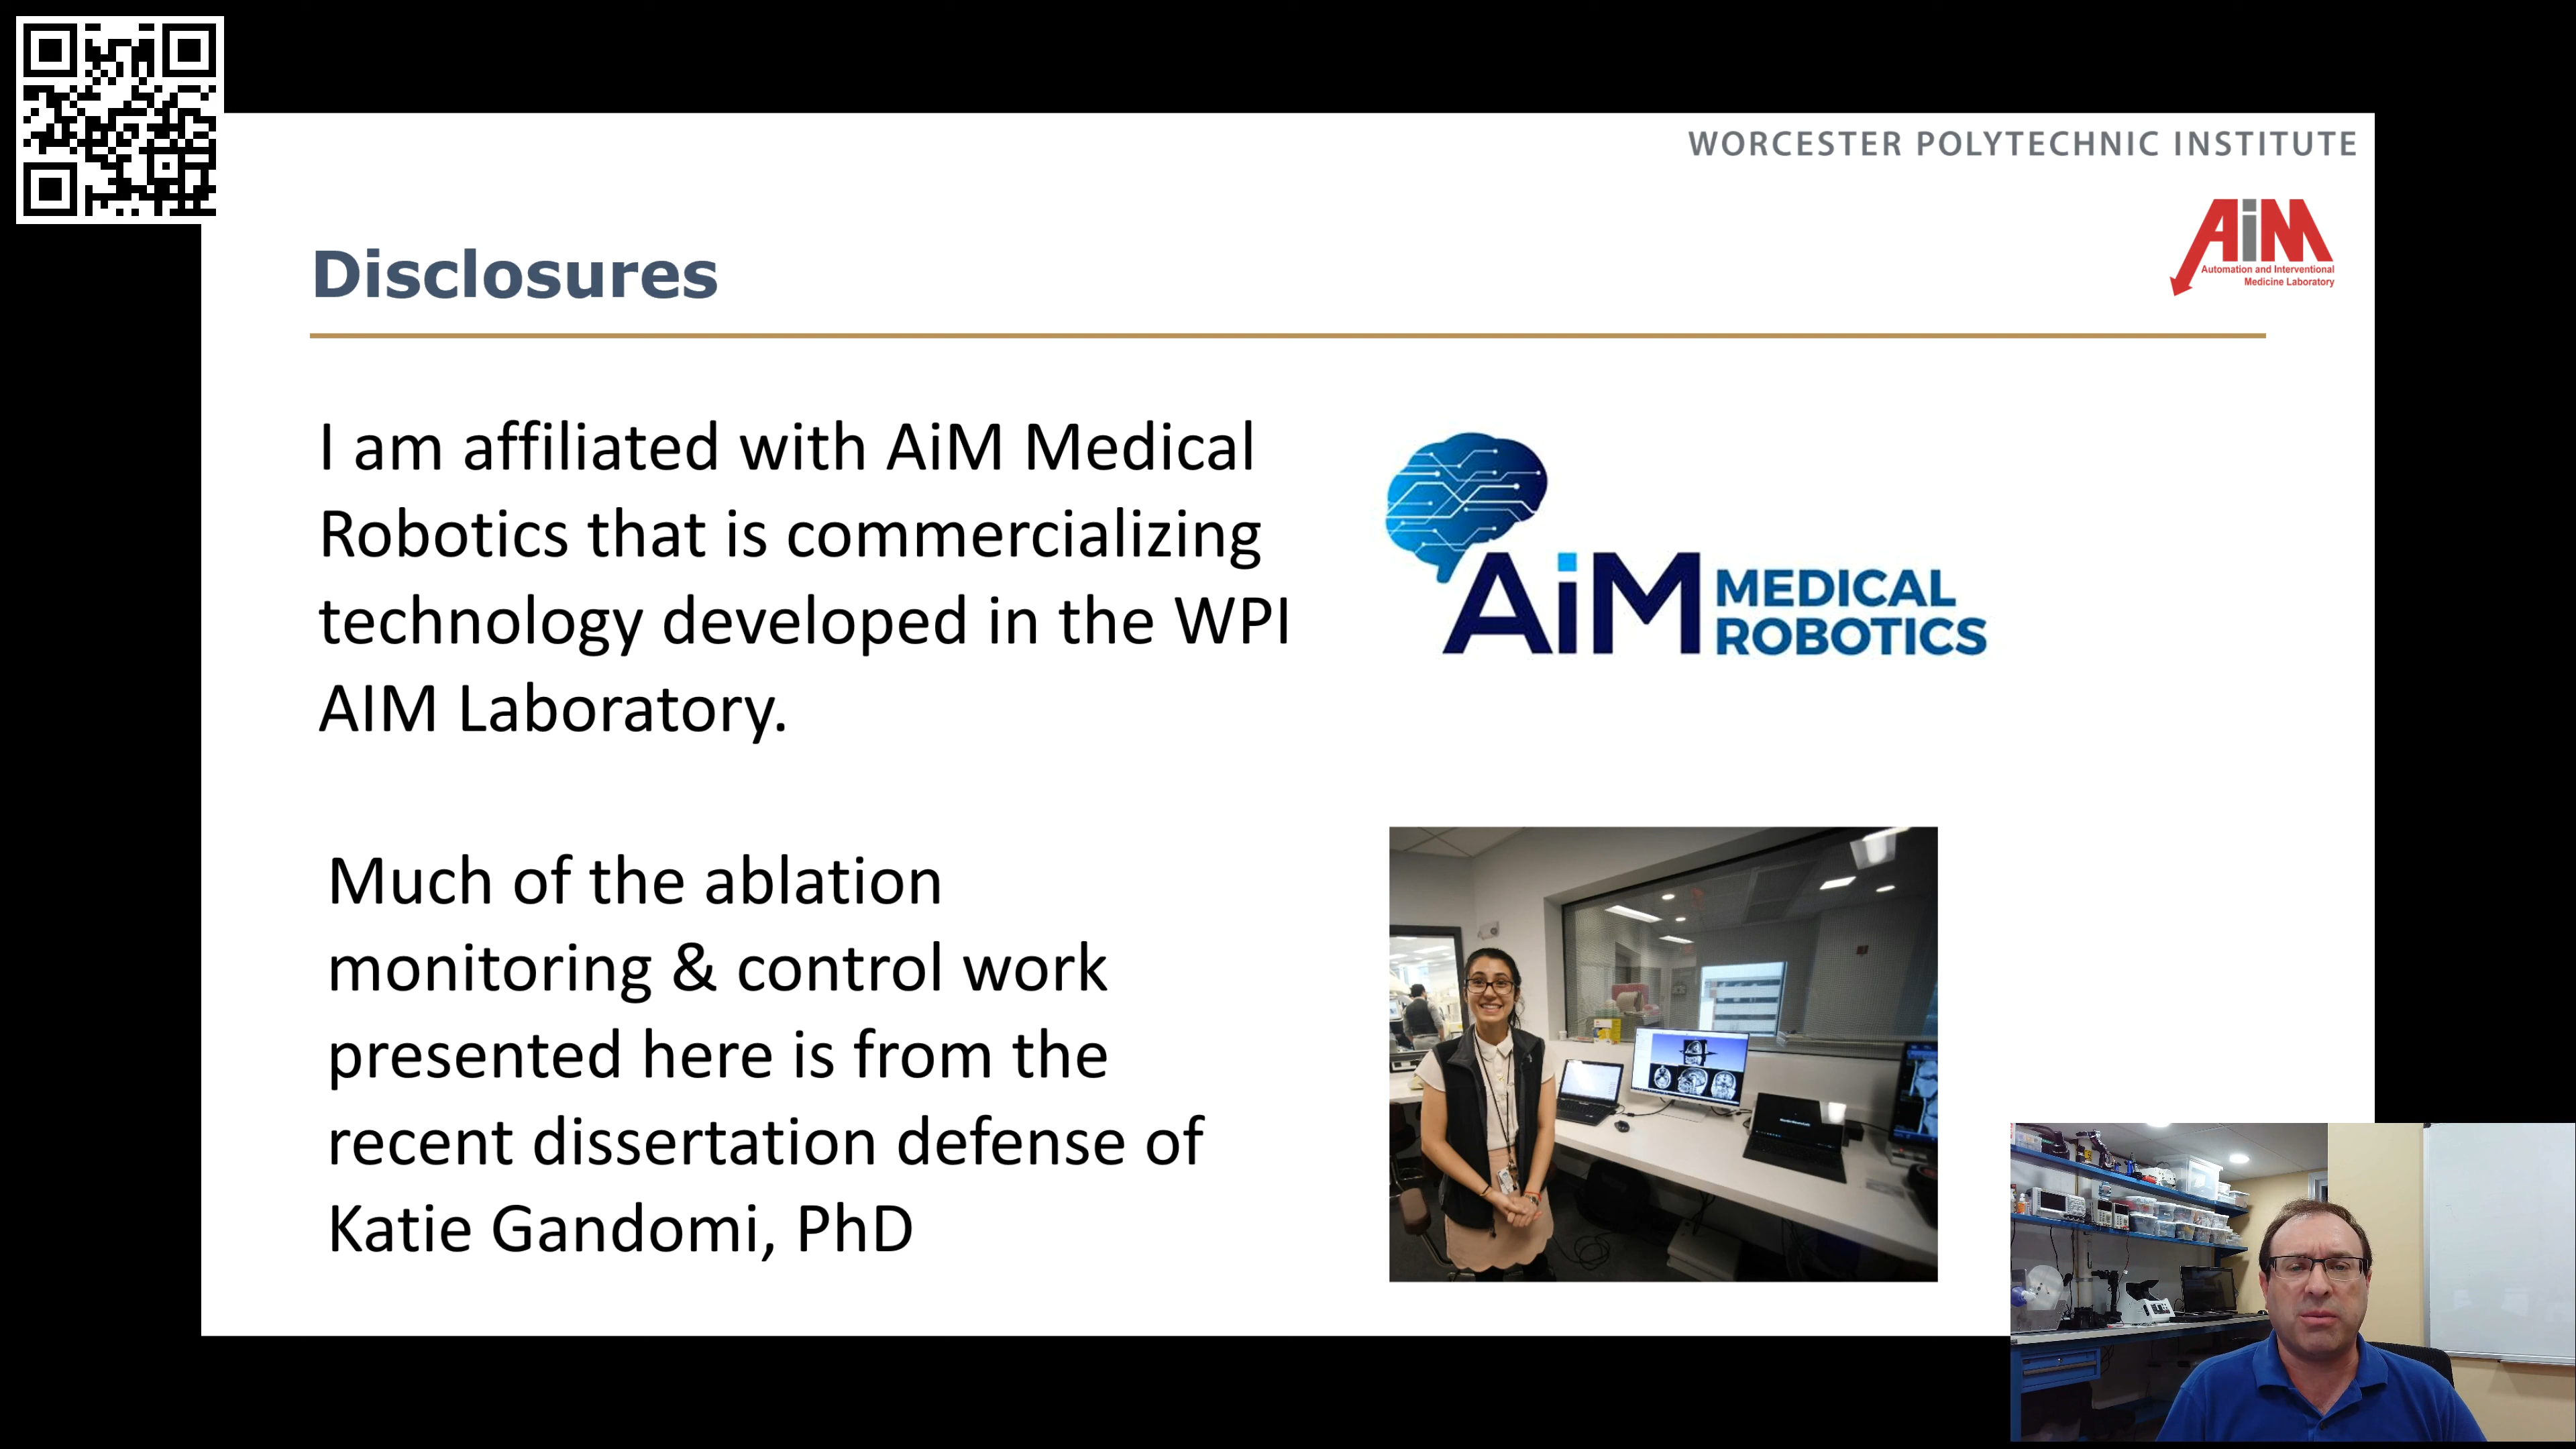 WORCESTER POLYTECHNIC INSTITUTE
AiM
Automation and Interventional
Medicine Laboratory
Disclosures
I am affiliated with AiM Medical
Robotics that is commercializing
technology developed in the WPI
AIM Laboratory.
AiM MEDICAL
ROBOTICS
Much of the ablation
monitoring & control work
presented here is from the
recent dissertation defense of
Katie Gandomi, PhD